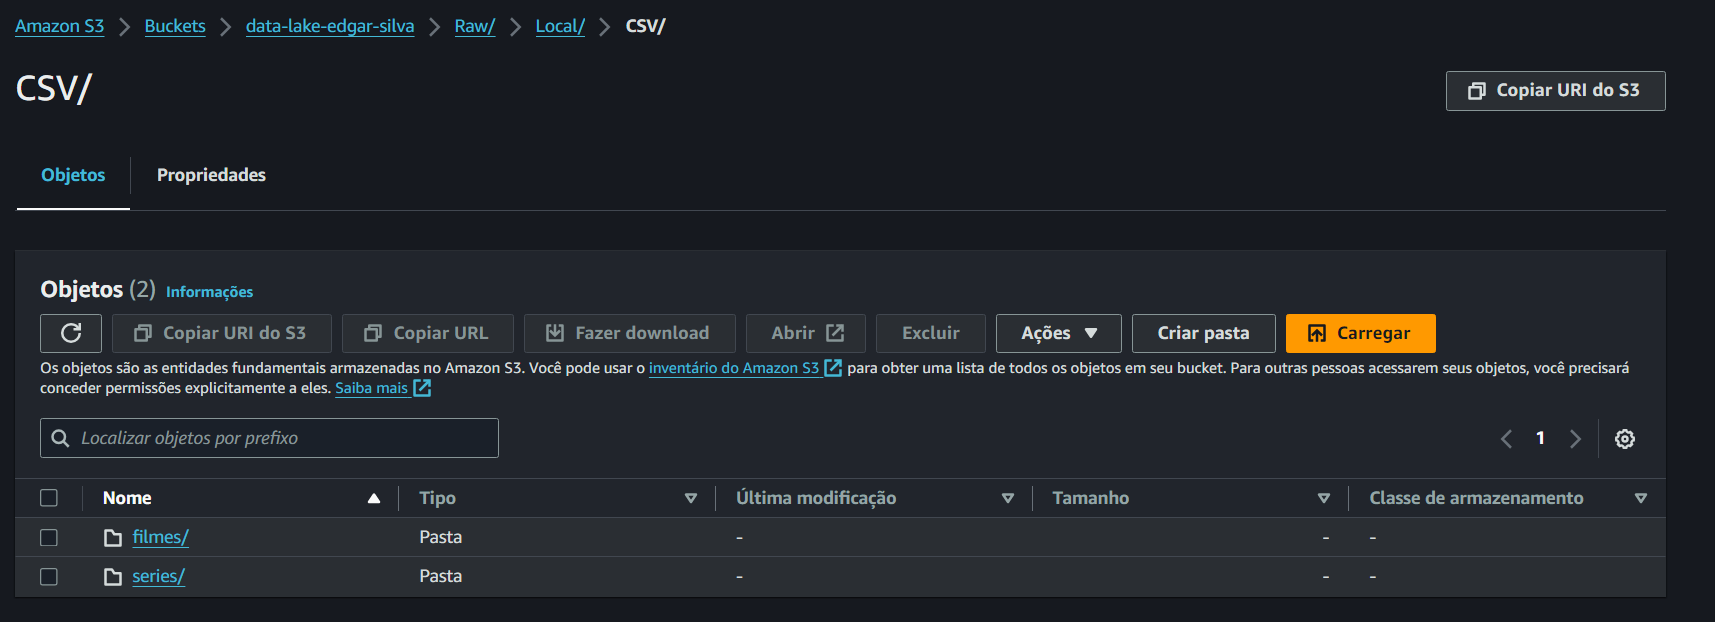 Amazon S3 > Buckets > data-lake-edgar-silva > Raw/ > Local/ > CSV/
CSV/
Copiar URI do S3
Objetos Propriedades
Objetos (2) Informações
Copiar URI do S3 Copiar URL Fazer download Abrir Excluir Ações Criar pasta Carregar
Os objetos são as entidades fundamentais armazenadas no Amazon S3. Você pode usar o inventário do Amazon S3 para obter uma lista de todos os objetos em seu bucket. Para outras pessoas acessarem seus objetos, você precisará
conceder permissões explicitamente a eles. Saiba mais
Localizar objetos por prefixo
1
Nome Tipo Última modificação Tamanho Classe de armazenamento
filmes/ Pasta - - -
series/ Pasta - - -